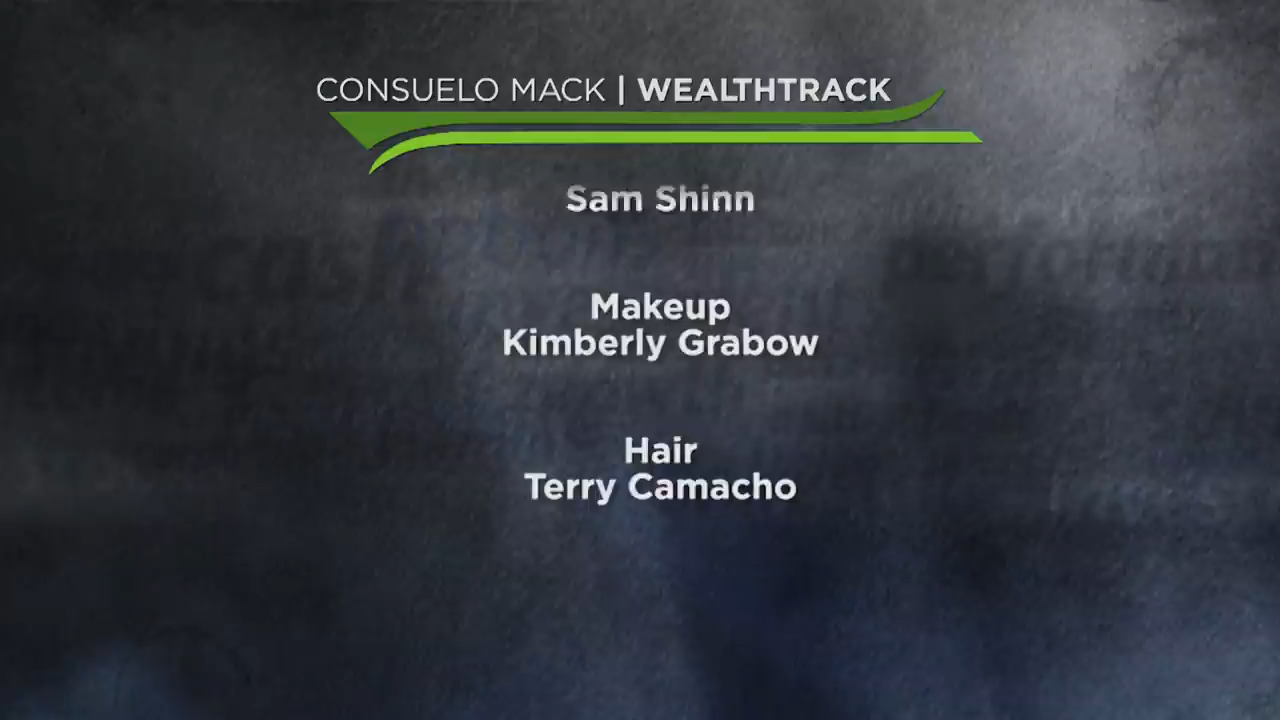 CONSUELO MACK | WEALTHTRACK
Sam Shinn
Makeup
Kimberly Grabow
Hair
Terry Camacho